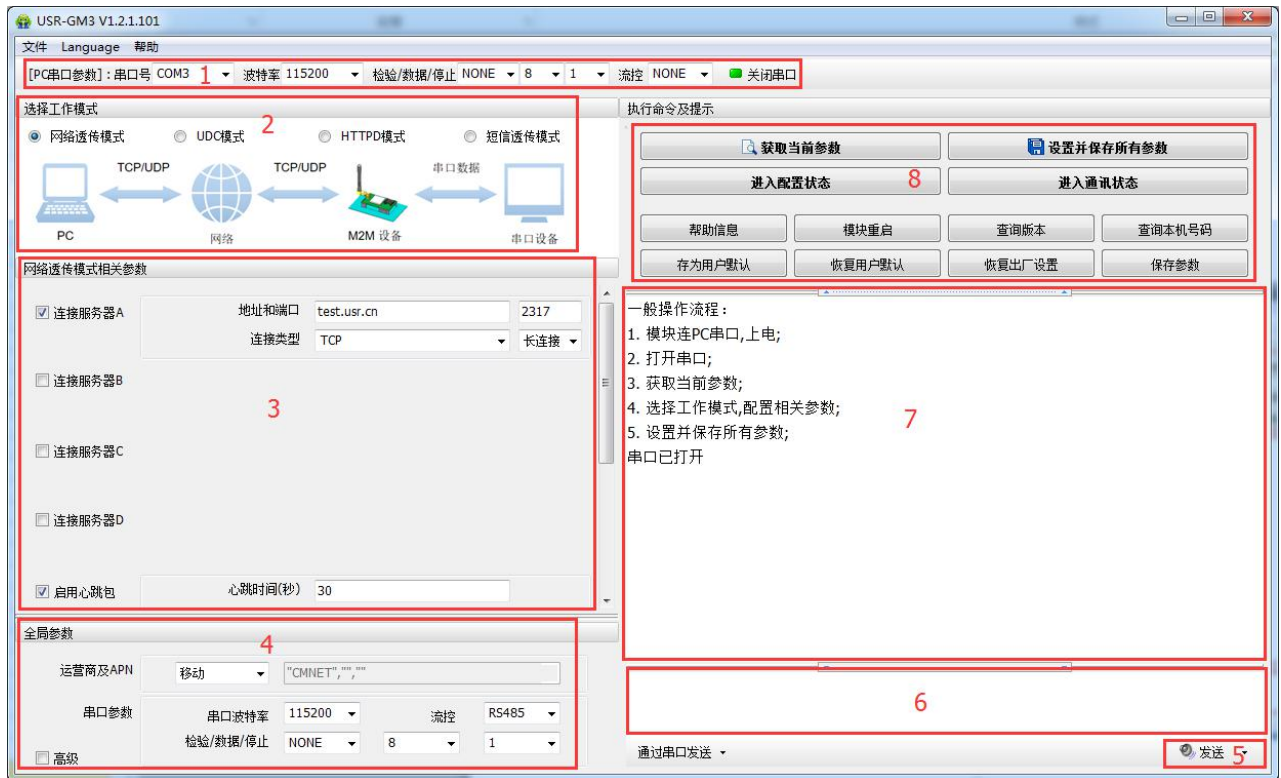 USR-GM3 V1.2.1.101
文件 Language 帮助
[PC串口参数]：串口号 COM3 1 波特率 115200 检验/数据/停止 NONE 8 1 流控 NONE 关闭串口
选择工作模式
网络透传模式 UDC模式 2 HTTPD模式 短信透传模式
TCP/UDP TCP/UDP 串口数据
PC 网络 M2M 设备 串口设备
网络透传模式相关参数
连接服务器A 地址和端口 test.usr.cn 2317
连接类型 TCP 长连接
连接服务器B
3
连接服务器C
连接服务器D
启用心跳包 心跳时间(秒) 30
全局参数
4
运营商及APN 移动 "CMNET","",""
串口参数 串口波特率 115200 流控 RS485
检验/数据/停止 NONE 8 1
高级
执行命令及提示
获取当前参数 设置并保存所有参数
进入配置状态 8 进入通讯状态
帮助信息 模块重启 查询版本 查询本机号码
存为用户默认 恢复用户默认 恢复出厂设置 保存参数
一般操作流程：
1. 模块连PC串口,上电;
2. 打开串口;
3. 获取当前参数;
4. 选择工作模式,配置相关参数;
7
5. 设置并保存所有参数;
串口已打开
6
通过串口发送 发送 5